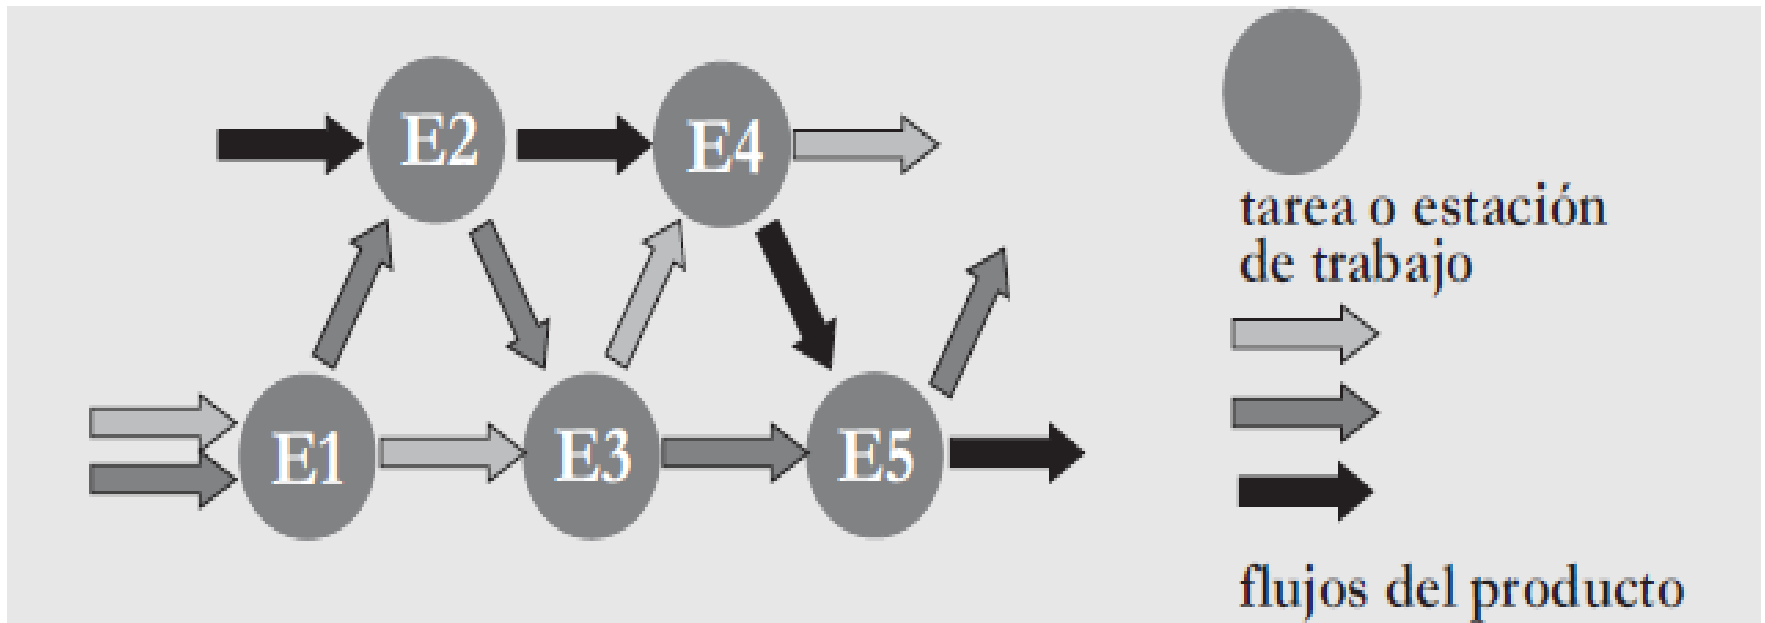 E2
E4
E1
E3
E5
tarea o estación
de trabajo
flujos del producto